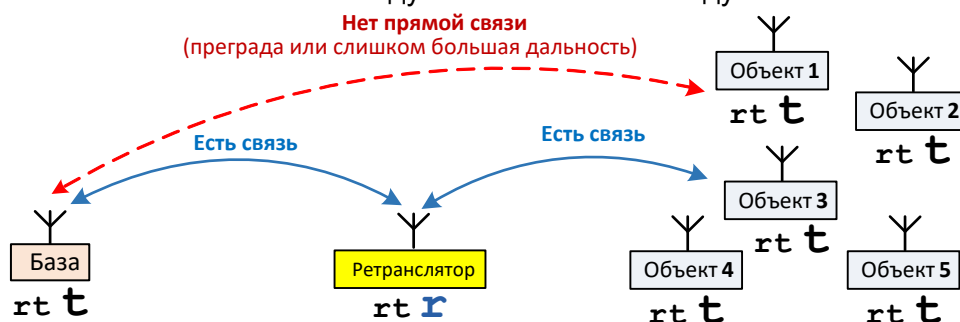 Нет прямой связи
(преграда или слишком большая дальность)
Объект 1
rt t
Объект 2
rt t
Есть связь
Есть связь
Объект 3
rt t
База
rt t
Ретранслятор
rt r
Объект 4
rt t
Объект 5
rt t